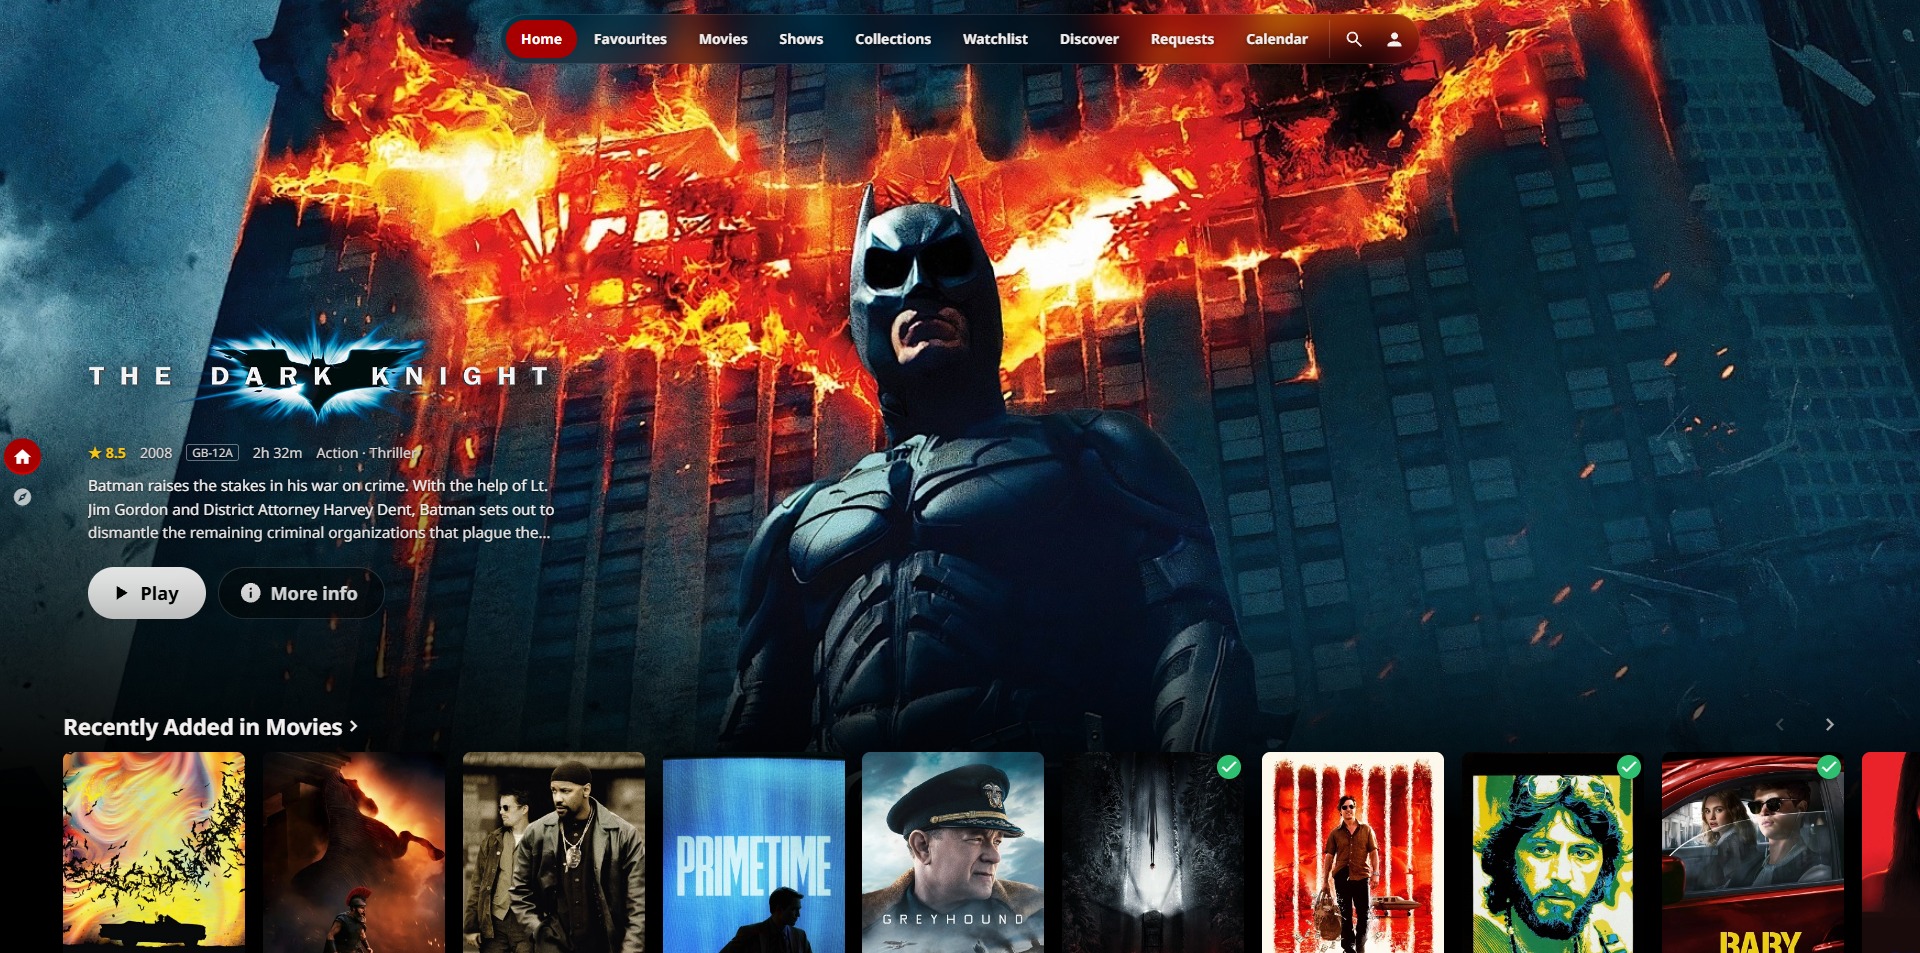 Home Favourites Movies Shows Collections Watchlist Discover Requests Calendar
THE DARK KNIGHT
8.5 2008 GB-12A 2h 32m Action · Thriller
Batman raises the stakes in his war on crime. With the help of Lt.
Jim Gordon and District Attorney Harvey Dent, Batman sets out to
dismantle the remaining criminal organizations that plague the...
Play More info
Recently Added in Movies
PRIMETIME
GREYHOUND
BABY